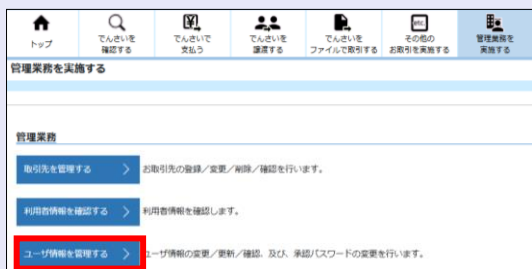 トップ
でんさいを
確認する
でんさいで
支払う
でんさいを
譲渡する
でんさいを
ファイルで取引する
etc.
その他の
お取引を実施する
管理業務を
実施する
管理業務を実施する
管理業務
取引先を管理する
お取引先の登録／変更／削除／確認を行います。
利用者情報を確認する
利用者情報を確認します。
ユーザ情報を管理する
ユーザ情報の変更／更新／確認、及び、承認パスワードの変更を行います。